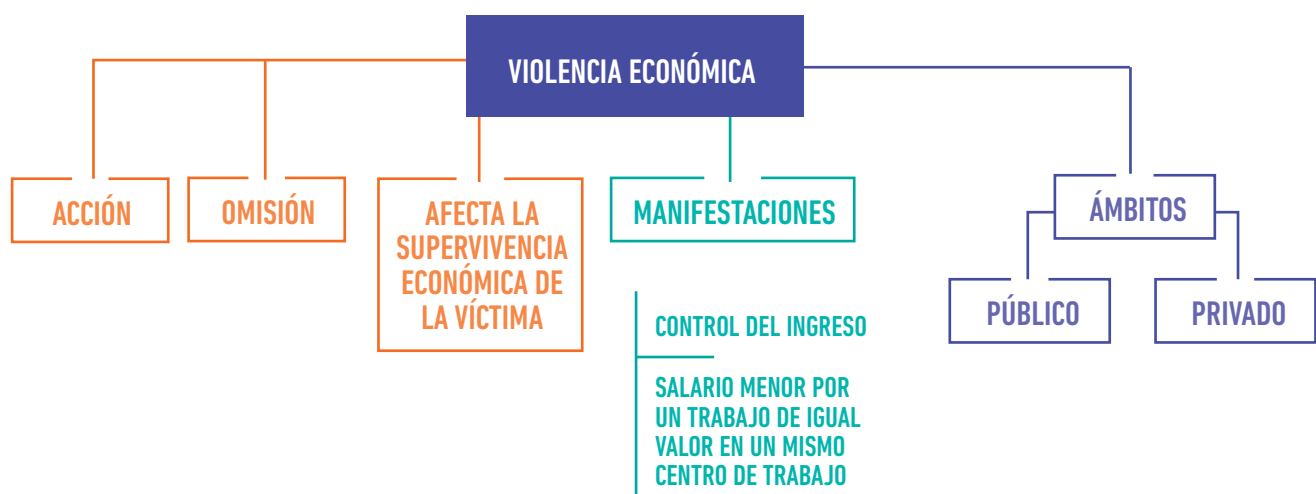 VIOLENCIA ECONÓMICA
ACCIÓN
OMISIÓN
AFECTA LA
SUPERVIVENCIA
ECONÓMICA DE
LA VÍCTIMA
MANIFESTACIONES
CONTROL DEL INGRESO
SALARIO MENOR POR
UN TRABAJO DE IGUAL
VALOR EN UN MISMO
CENTRO DE TRABAJO
ÁMBITOS
PÚBLICO
PRIVADO